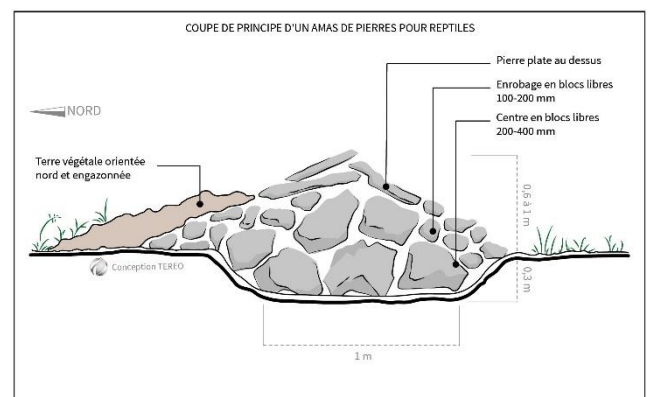 COUPE DE PRINCIPE D'UN AMAS DE PIERRES POUR REPTILES
Pierre plate au dessus
Enrobage en blocs libres
100-200 mm
Centre en blocs libres
200-400 mm
NORD
Terre végétale orientée
nord et engazonnée
0,6 à 1 m
0,3 m
Conception TEREO
1 m